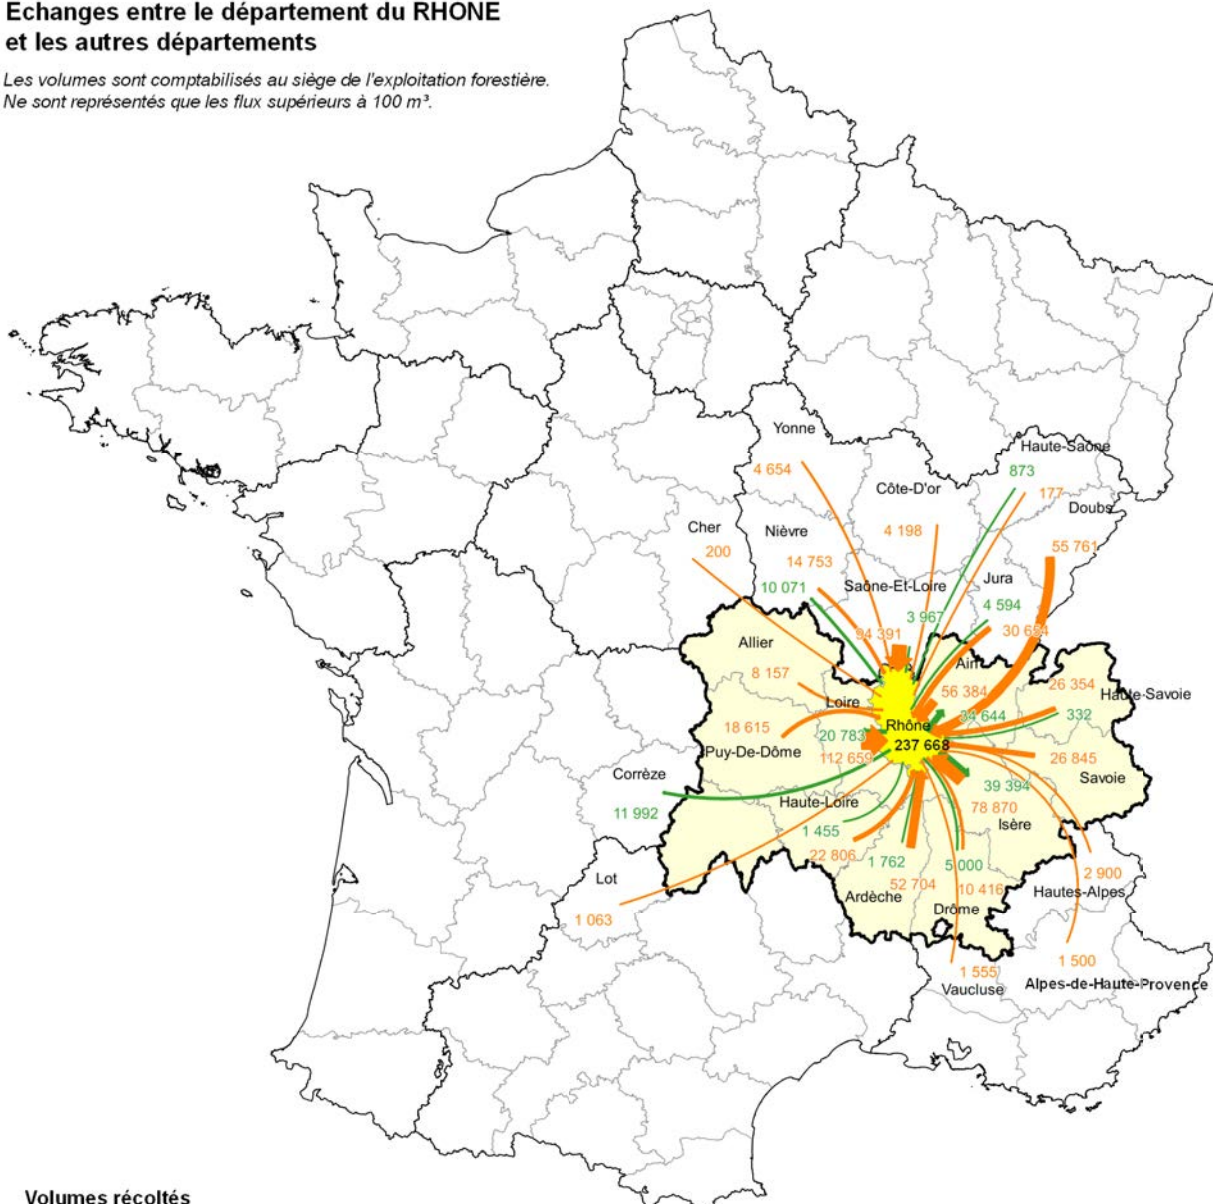 Echanges entre le département du RHONE
et les autres départements
Les volumes sont comptabilisés au siège de l'exploitation forestière.
Ne sont représentés que les flux supérieurs à 100 m³.
Yonne
4 654
Haute-Saône
873
177
Côte-D'or
4 198
Doubs
55 761
Cher
200
Nièvre
14 753
10 071
Saône-Et-Loire
3 967
94 391
Jura
4 594
30 654
Allier
8 157
Ain
56 384
34 644
26 354
Haute-Savoie
332
Loire
20 783
112 659
18 615
Puy-De-Dôme
Rhône
237 668
26 845
Savoie
Corrèze
11 992
39 394
78 870
Isère
Haute-Loire
1 455
22 806
1 762
52 704
Ardèche
5 000
10 416
Drôme
2 900
Hautes-Alpes
Lot
1 063
1 555
Vaucluse
1 500
Alpes-de-Haute-Provence
Volumes récoltés